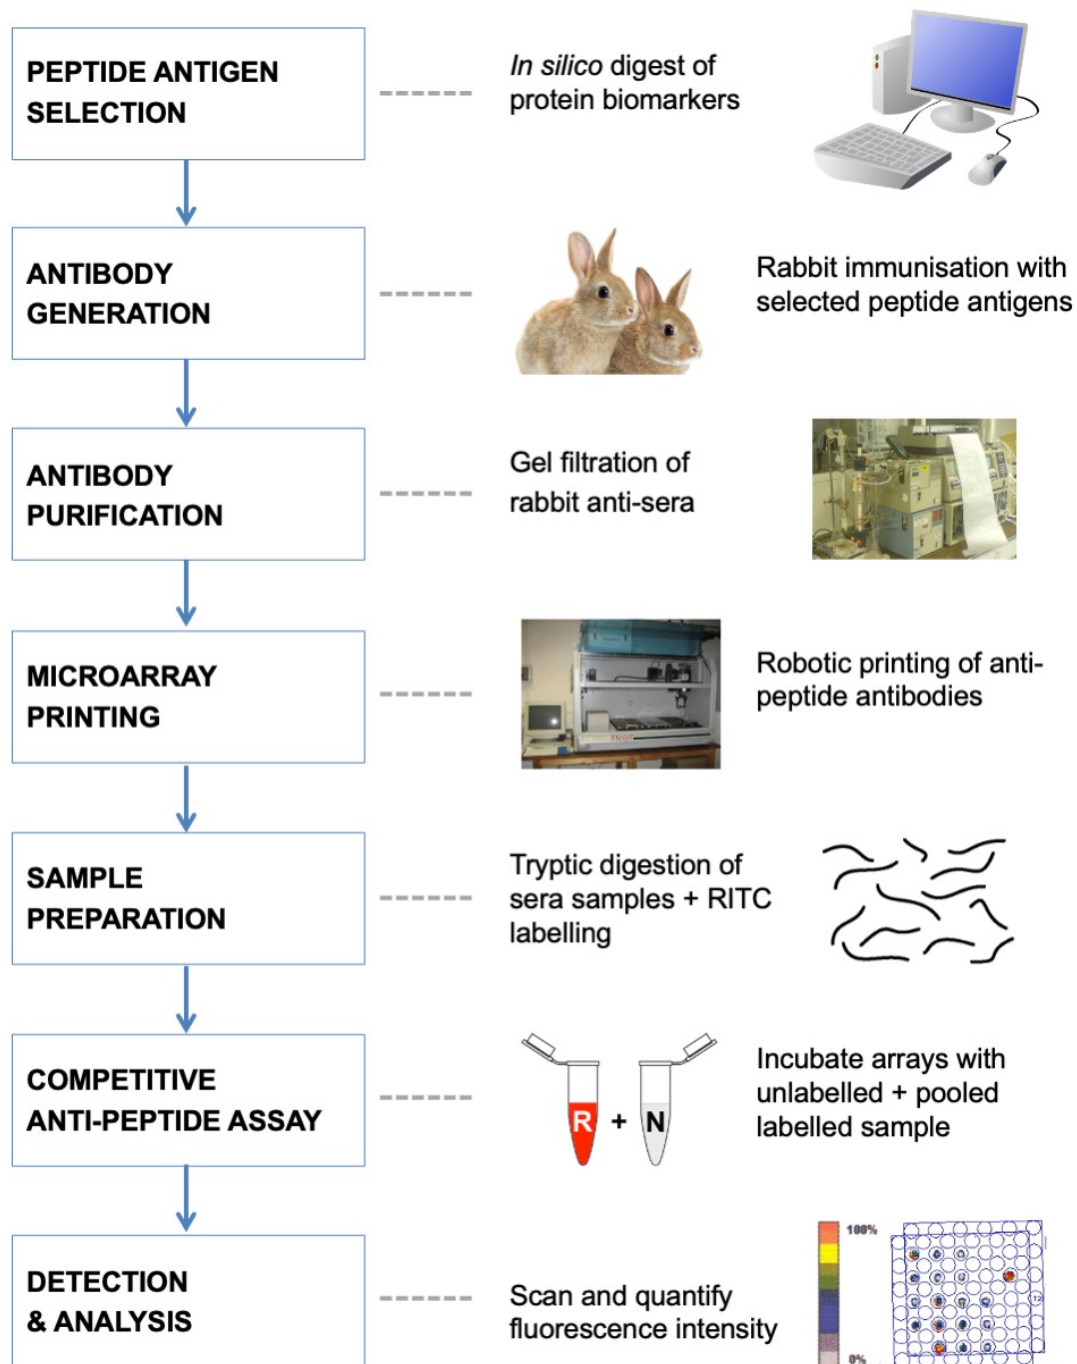 PEPTIDE ANTIGEN
SELECTION
In silico digest of
protein biomarkers
ANTIBODY
GENERATION
Rabbit immunisation with
selected peptide antigens
ANTIBODY
PURIFICATION
Gel filtration of
rabbit anti-sera
MICROARRAY
PRINTING
Robotic printing of anti-
peptide antibodies
SAMPLE
PREPARATION
Tryptic digestion of
sera samples + RITC
labelling
COMPETITIVE
ANTI-PEPTIDE ASSAY
R + N
Incubate arrays with
unlabelled + pooled
labelled sample
DETECTION
& ANALYSIS
Scan and quantify
fluorescence intensity
100%
0%